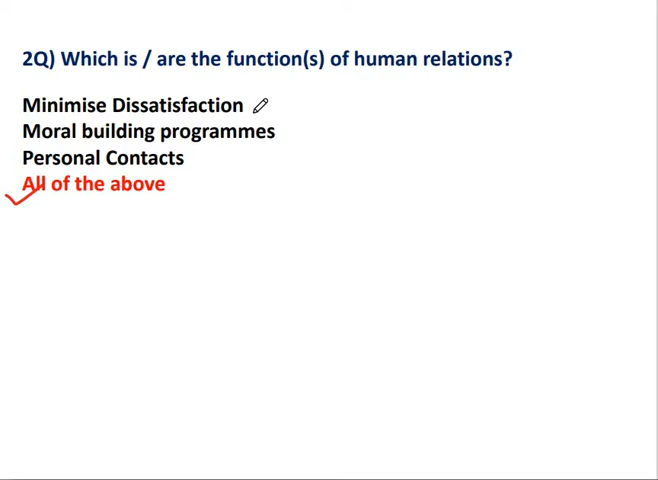 2Q) Which is / are the function(s) of human relations?
Minimise Dissatisfaction
Moral building programmes
Personal Contacts
All of the above